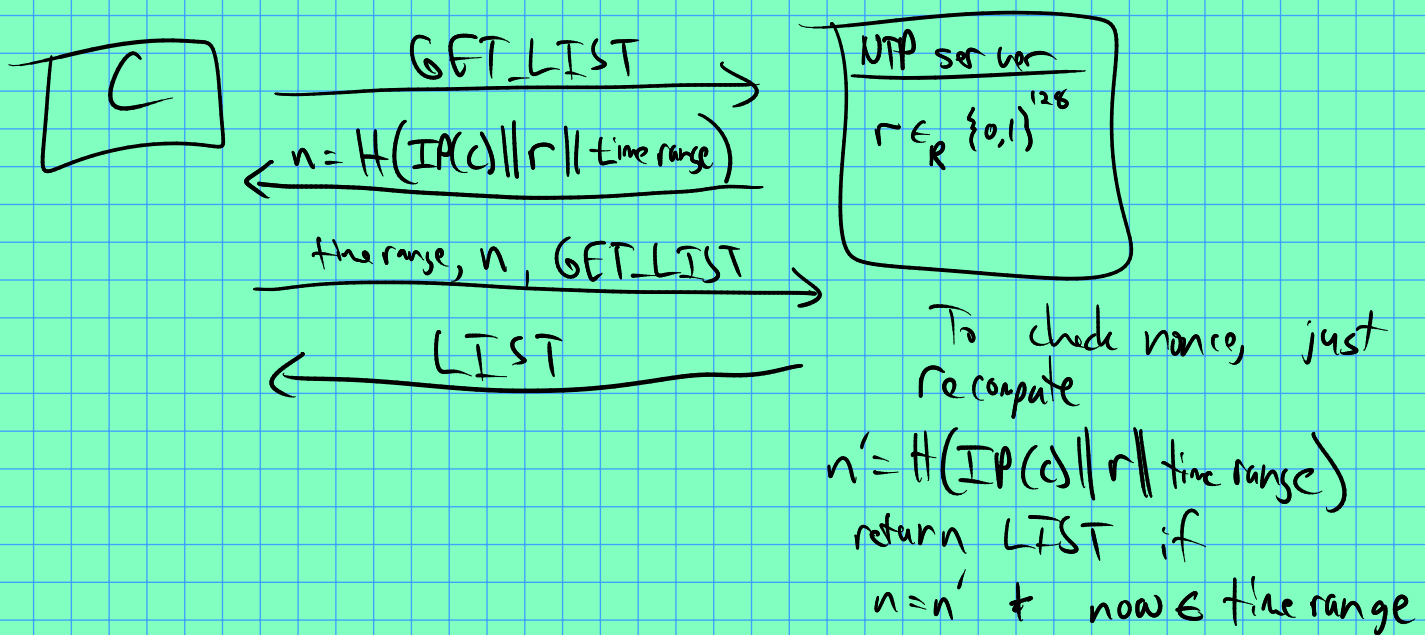 C
GET_LIST
n = H(IP(C)||r||time range)
time range, n, GET_LIST
LIST
NTP server
r ∈R {0,1}^128
To check nonce, just
recompute
n' = H(IP(C)||r||time range)
return LIST if
n=n' + now ∈ time range